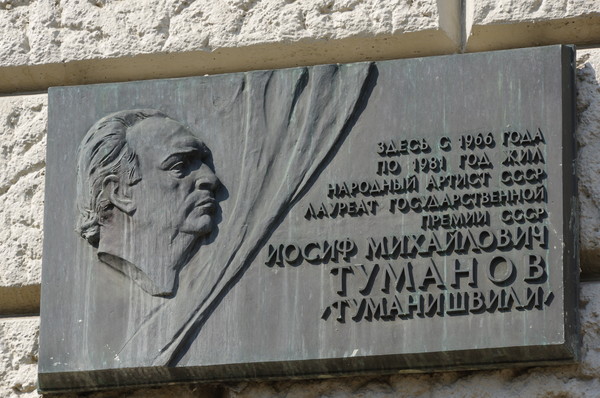 ЗДЕСЬ С 1966 ГОДА
ПО 1981 ГОД ЖИЛ
НАРОДНЫЙ АРТИСТ СССР
ЛАУРЕАТ ГОСУДАРСТВЕННОЙ
ПРЕМИИ СССР
ИОСИФ МИХАЙЛОВИЧ
ТУМАНОВ
‹ТУМАНИШВИЛИ›